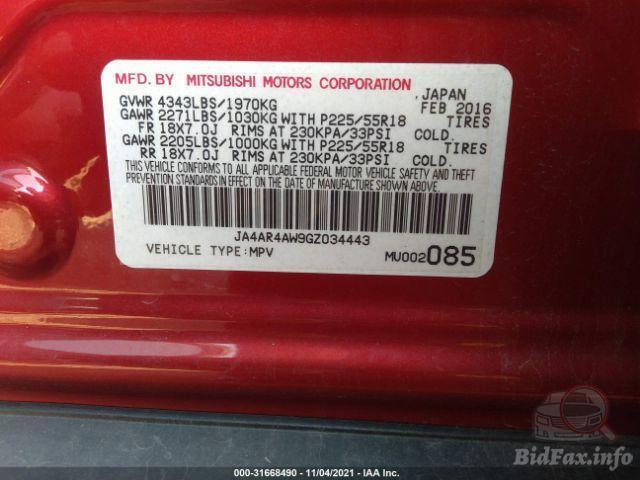 MFD. BY MITSUBISHI MOTORS CORPORATION , JAPAN
GVWR 4343LBS/1970KG FEB 2016
GAWR 2271LBS/1030KG WITH P225/55R18 TIRES
FR 18X7.0J RIMS AT 230KPA/33PSI COLD.
GAWR 2205LBS/1000KG WITH P225/55R18 TIRES
RR 18X7.0J RIMS AT 230KPA/33PSI COLD.
THIS VEHICLE CONFORMS TO ALL APPLICABLE FEDERAL MOTOR VEHICLE SAFETY AND THEFT
PREVENTION STANDARDS IN EFFECT ON THE DATE OF MANUFACTURE SHOWN ABOVE.
JA4AR4AW9GZ034443
VEHICLE TYPE:MPV MU002085
BidFax.info
000-31668490 - 11/04/2021 - IAA Inc.